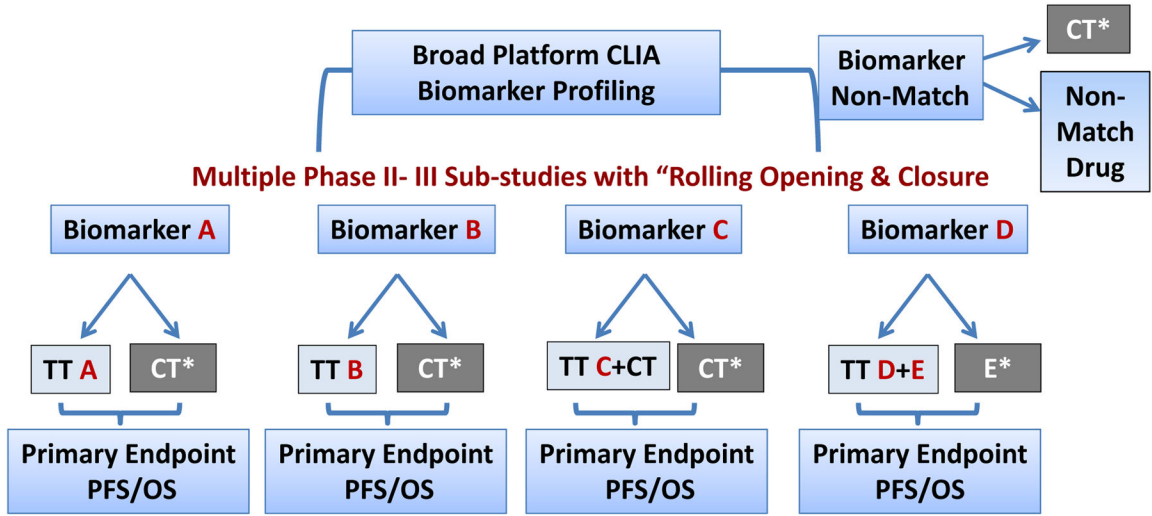 Broad Platform CLIA
Biomarker Profiling
Biomarker
Non-Match
CT*
Non-
Match
Drug
Multiple Phase II- III Sub-studies with “Rolling Opening & Closure
Biomarker A
Biomarker B
Biomarker C
Biomarker D
TT A
CT*
TT B
CT*
TT C+CT
CT*
TT D+E
E*
Primary Endpoint
PFS/OS
Primary Endpoint
PFS/OS
Primary Endpoint
PFS/OS
Primary Endpoint
PFS/OS